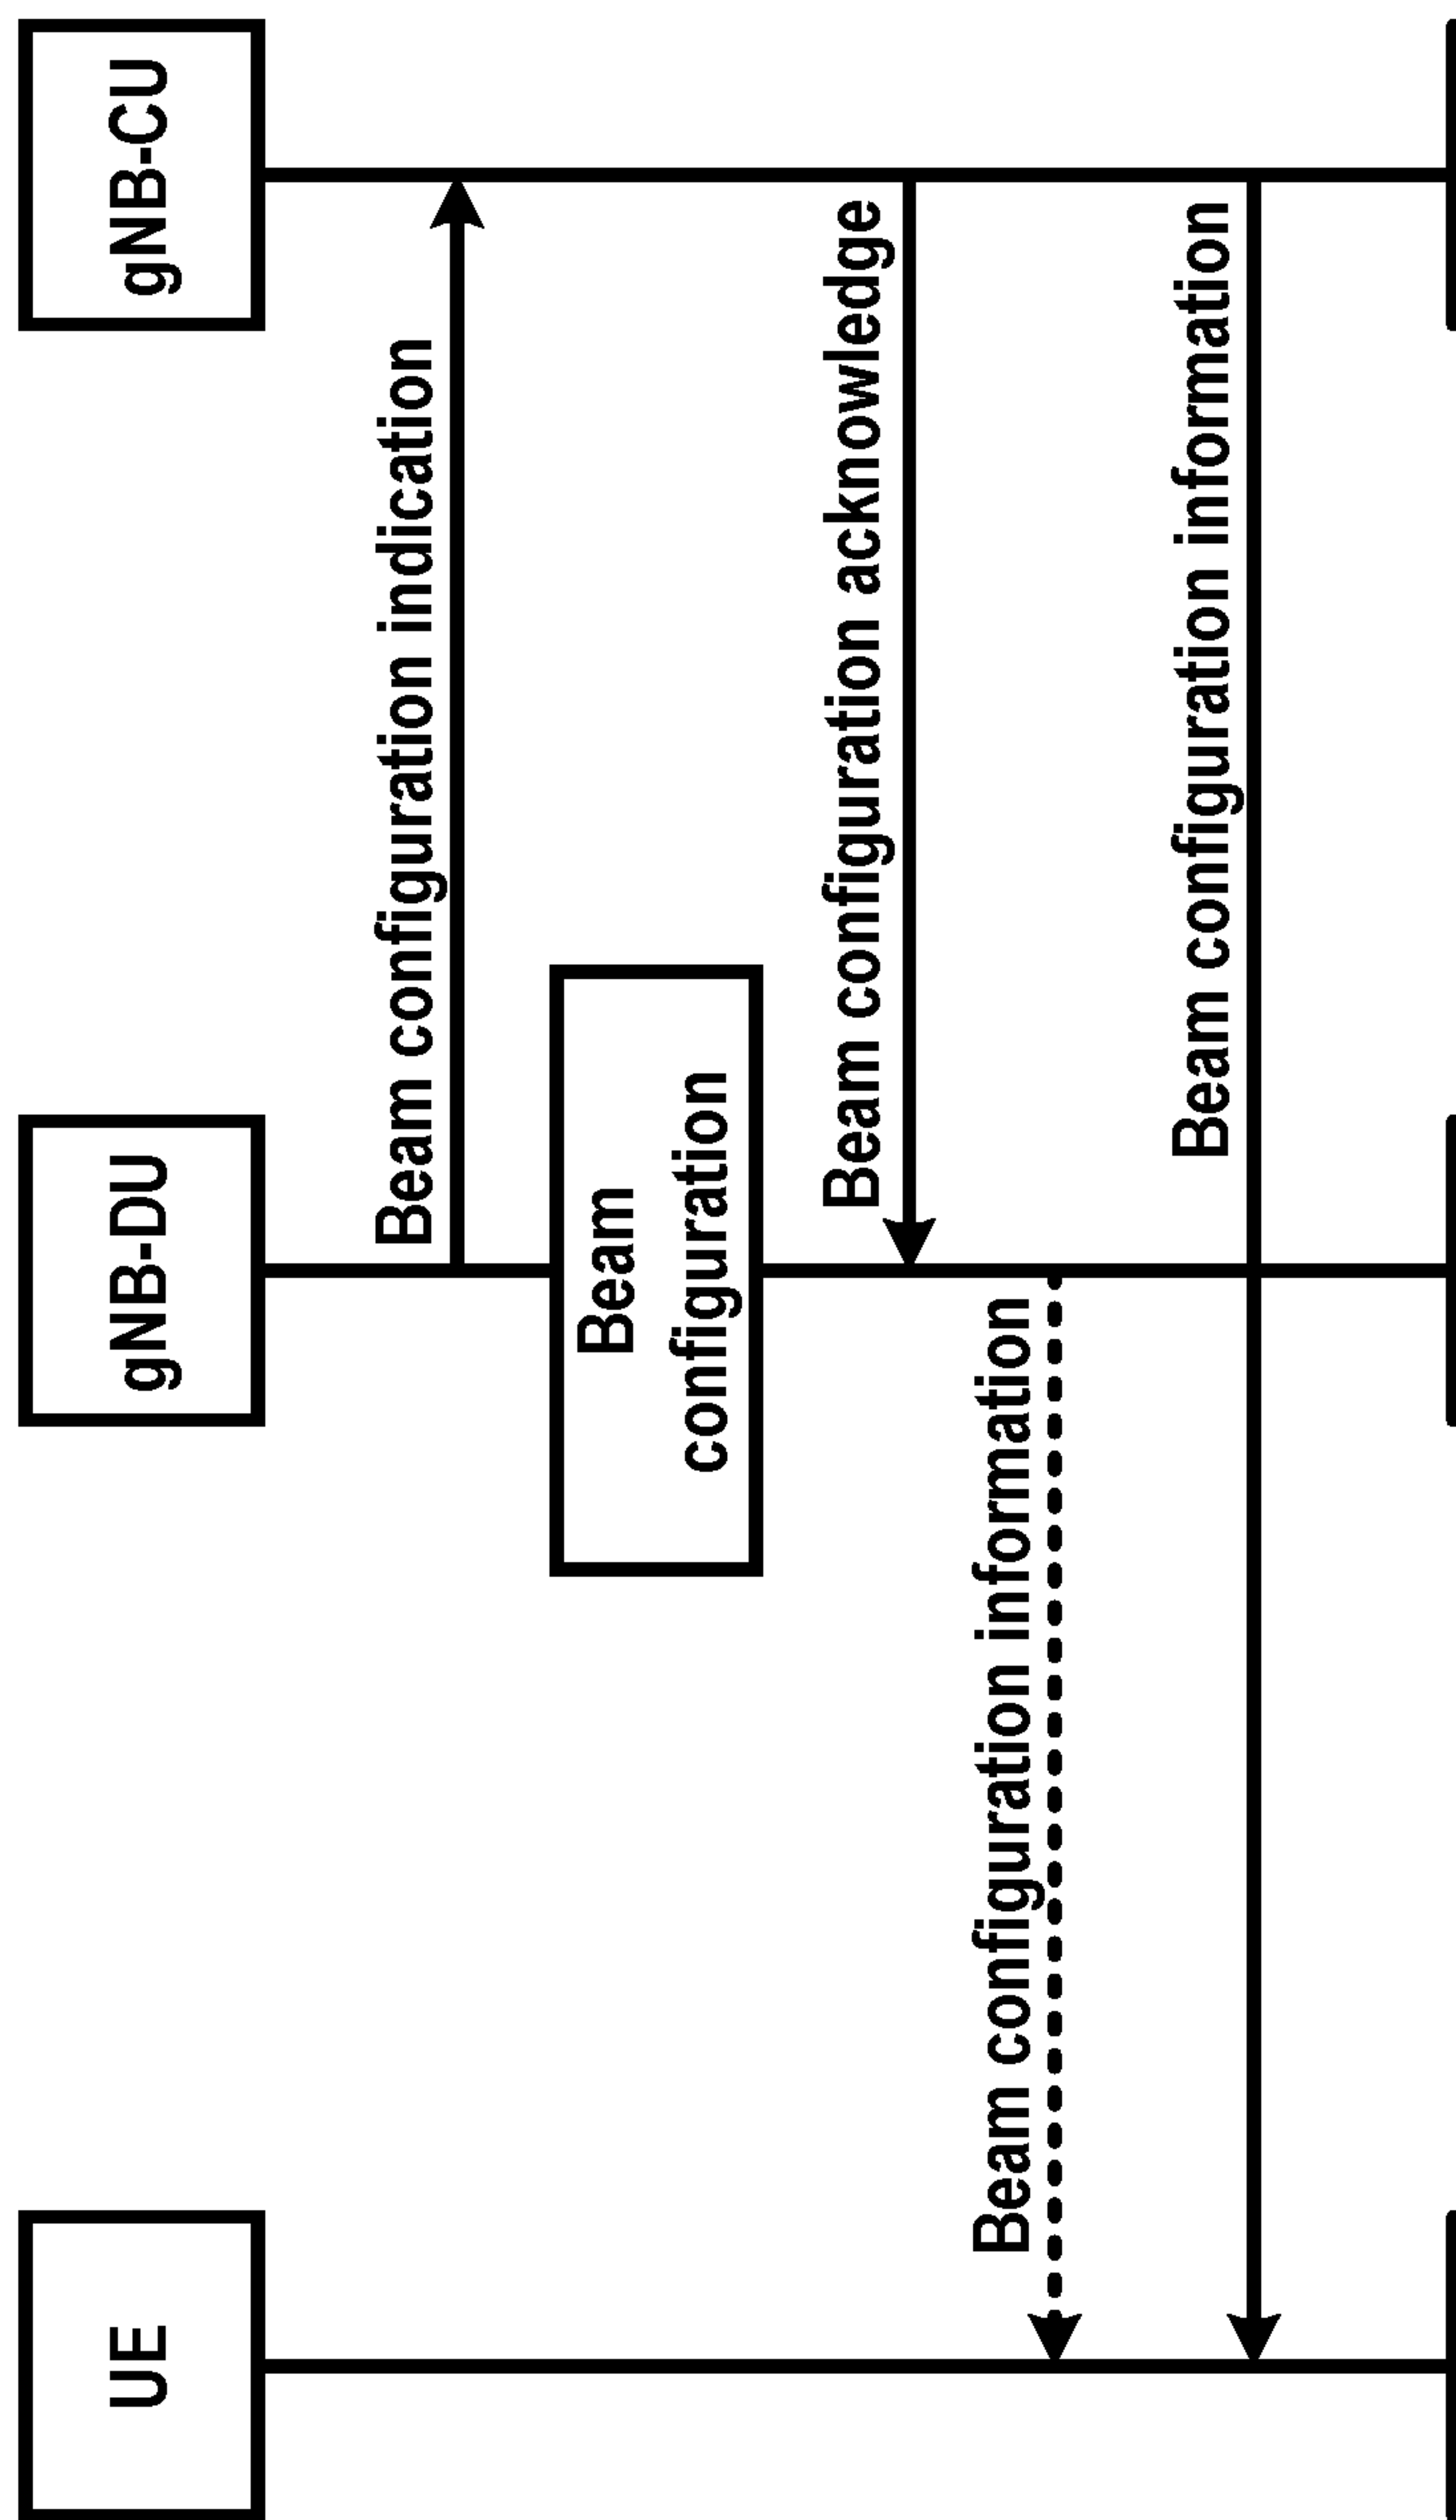 UE
gNB-DU
gNB-CU
Beam configuration indication
Beam
configuration
Beam configuration acknowledge
Beam configuration information
Beam configuration information